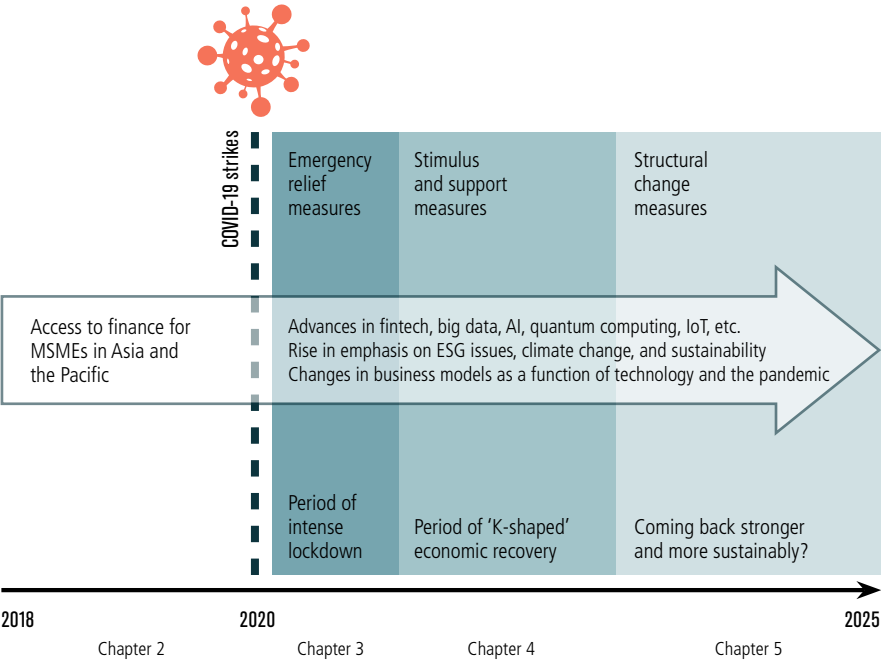 COVID-19 strikes
Emergency
relief
measures
Stimulus
and support
measures
Structural
change
measures
Access to finance for
MSMEs in Asia and
the Pacific
Advances in fintech, big data, AI, quantum computing, IoT, etc.
Rise in emphasis on ESG issues, climate change, and sustainability
Changes in business models as a function of technology and the pandemic
Period of
intense
lockdown
Period of ‘K-shaped’
economic recovery
Coming back stronger
and more sustainably?
2018
2020
2025
Chapter 2
Chapter 3
Chapter 4
Chapter 5